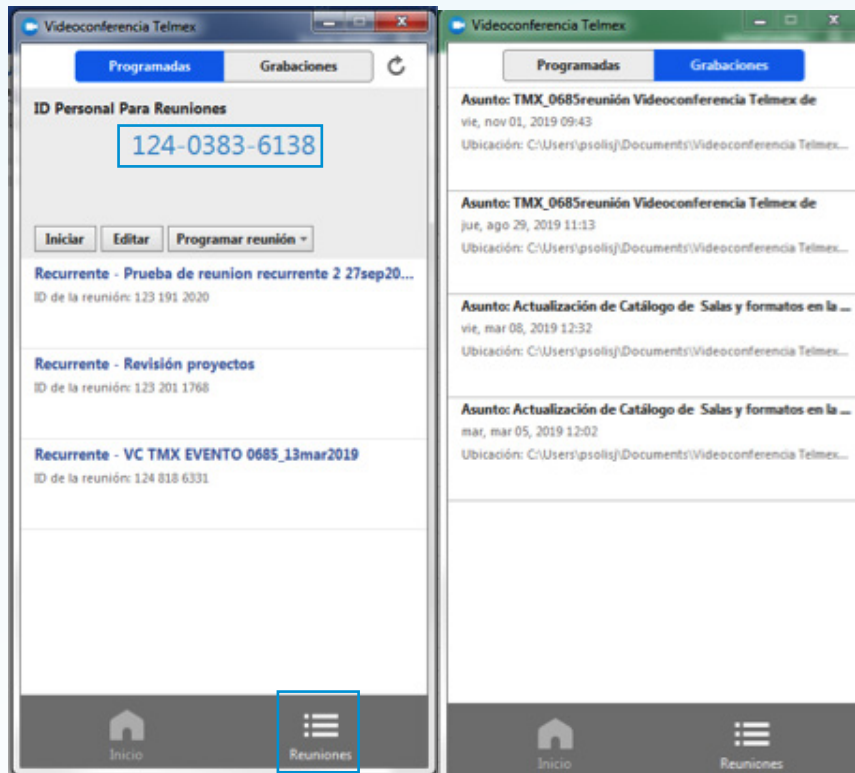 Videoconferencia Telmex
Programadas
Grabaciones
ID Personal Para Reuniones
124-0383-6138
Iniciar
Editar
Programar reunión
Recurrente - Prueba de reunion recurrente 2 27sep20...
ID de la reunión: 123 191 2020
Recurrente - Revisión proyectos
ID de la reunión: 123 201 1768
Recurrente - VC TMX EVENTO 0685_13mar2019
ID de la reunión: 124 818 6331
Inicio
Reuniones
Videoconferencia Telmex
Programadas
Grabaciones
Asunto: TMX_0685reunión Videoconferencia Telmex de
vie, nov 01, 2019 09:43
Ubicación: C:\Users\psolisj\Documents\Videoconferencia Telmex...
Asunto: TMX_0685reunión Videoconferencia Telmex de
jue, ago 29, 2019 11:13
Ubicación: C:\Users\psolisj\Documents\Videoconferencia Telmex...
Asunto: Actualización de Catálogo de Salas y formatos en la ...
vie, mar 08, 2019 12:32
Ubicación: C:\Users\psolisj\Documents\Videoconferencia Telmex...
Asunto: Actualización de Catálogo de Salas y formatos en la ...
mar, mar 05, 2019 12:02
Ubicación: C:\Users\psolisj\Documents\Videoconferencia Telmex...
Inicio
Reuniones